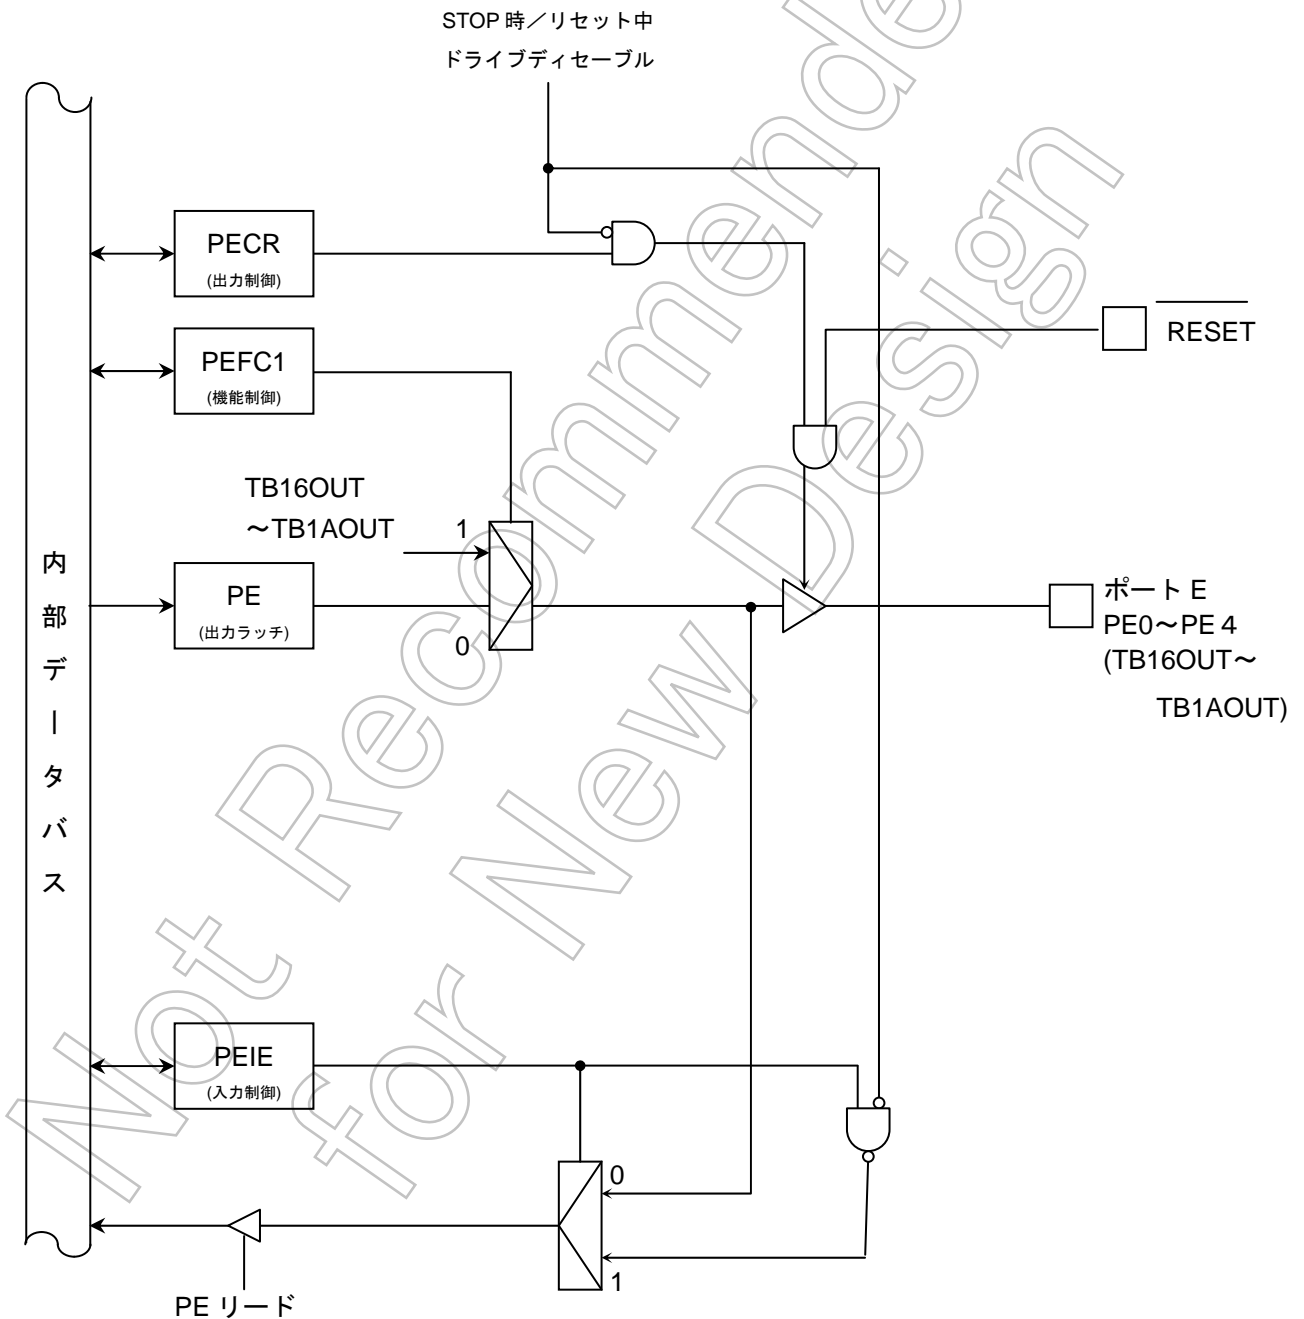 STOP 時／リセット中
ドライブディセーブル
PECR
(出力制御)
RESET
PEFC1
(機能制御)
TB16OUT
～TB1AOUT
1
内部データバス
PE
(出力ラッチ)
0
ポート E
PE0～PE４
(TB16OUT～
TB1AOUT)
PEIE
(入力制御)
0
1
PE リード
Not Recommende
for New Design